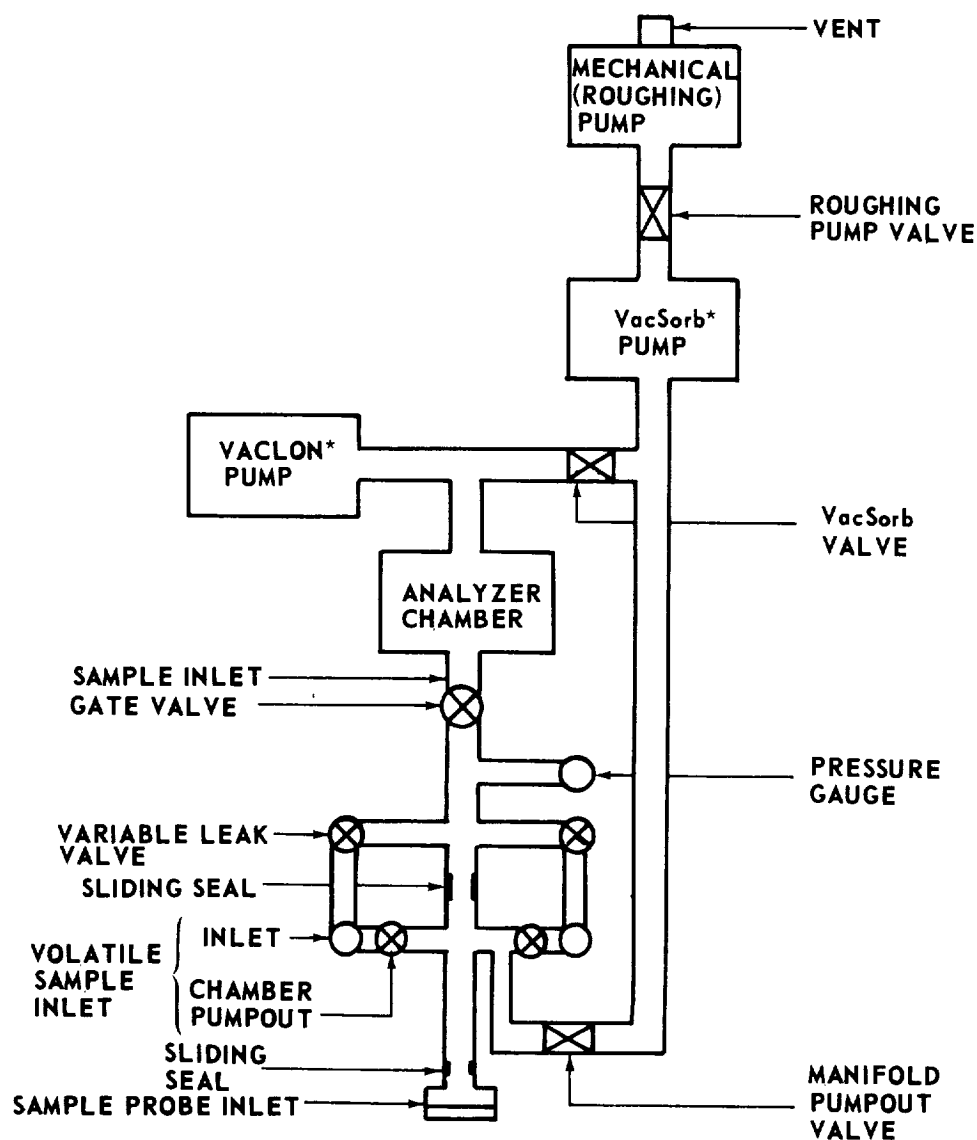 VENT
MECHANICAL
(ROUGHING)
PUMP
ROUGHING
PUMP VALVE
VacSorb*
PUMP
VACLON*
PUMP
VacSorb
VALVE
ANALYZER
CHAMBER
SAMPLE INLET
GATE VALVE
PRESSURE
GAUGE
VARIABLE LEAK
VALVE
SLIDING SEAL
VOLATILE
SAMPLE
INLET
INLET
CHAMBER
PUMPOUT
SLIDING
SEAL
SAMPLE PROBE INLET
MANIFOLD
PUMPOUT
VALVE